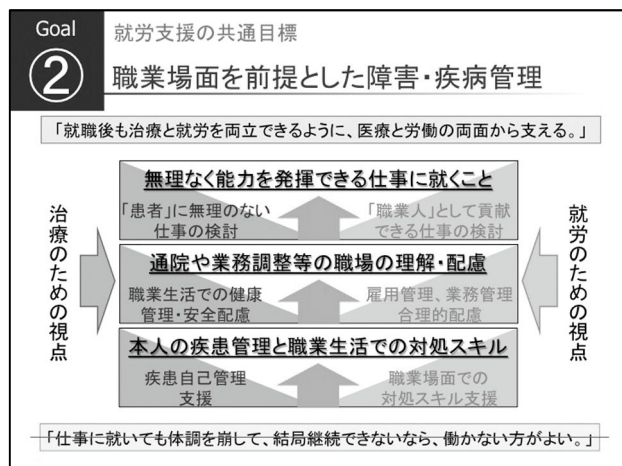 Goal
②
就労支援の共通目標
職業場面を前提とした障害・疾病管理
「就職後も治療と就労を両立できるように、医療と労働の両面から支える。」
治療のための視点
無理なく能力を発揮できる仕事に就くこと
「患者」に無理のない
仕事の検討
「職業人」として貢献
できる仕事の検討
通院や業務調整等の職場の理解・配慮
職業生活での健康
管理・安全配慮
雇用管理、業務管理
合理的配慮
本人の疾患管理と職業生活での対処スキル
疾患自己管理
支援
職業場面での
対処スキル支援
就労のための視点
「仕事に就いても体調を崩して、結局継続できないなら、働かない方がよい。」